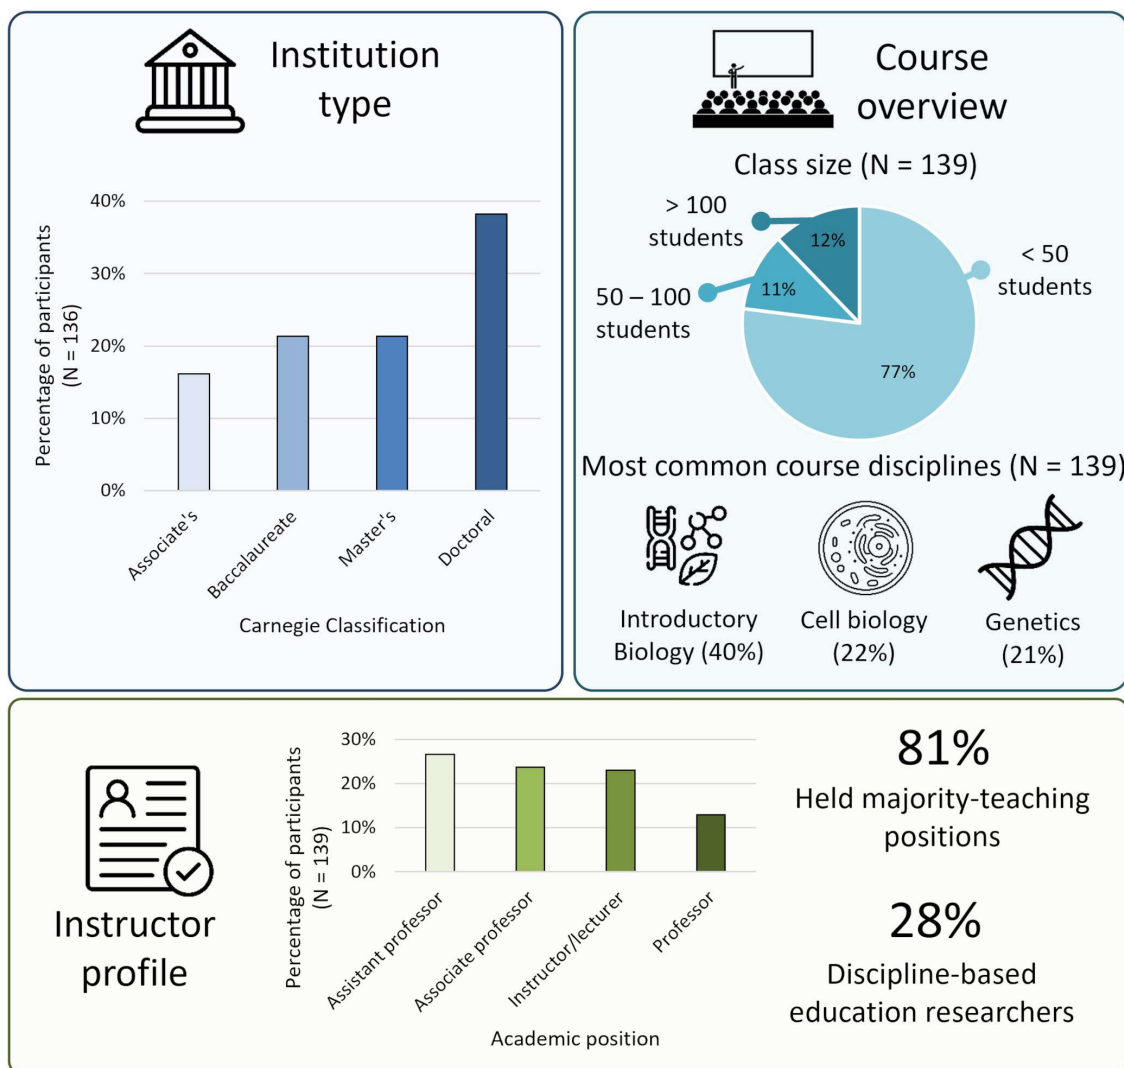 Institution
type
Percentage of participants
(N = 136)
40%
30%
20%
10%
0%
Associate's
Baccalaureate
Master's
Doctoral
Carnegie Classification
Course
overview
Class size (N = 139)
> 100
students
12%
< 50
students
50 – 100
students
11%
77%
Most common course disciplines (N = 139)
Introductory
Biology (40%)
Cell biology
(22%)
Genetics
(21%)
Instructor
profile
Percentage of participants
(N = 139)
30%
20%
10%
0%
Assistant professor
Associate professor
Instructor/lecturer
Professor
Academic position
81%
Held majority-teaching
positions
28%
Discipline-based
education researchers